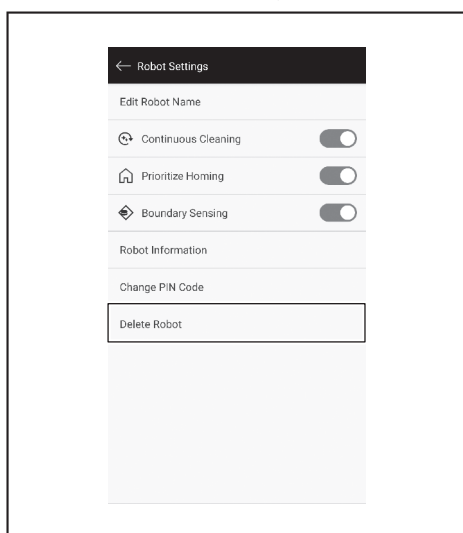 Robot Settings
Edit Robot Name
Continuous Cleaning
Prioritize Homing
Boundary Sensing
Robot Information
Change PIN Code
Delete Robot